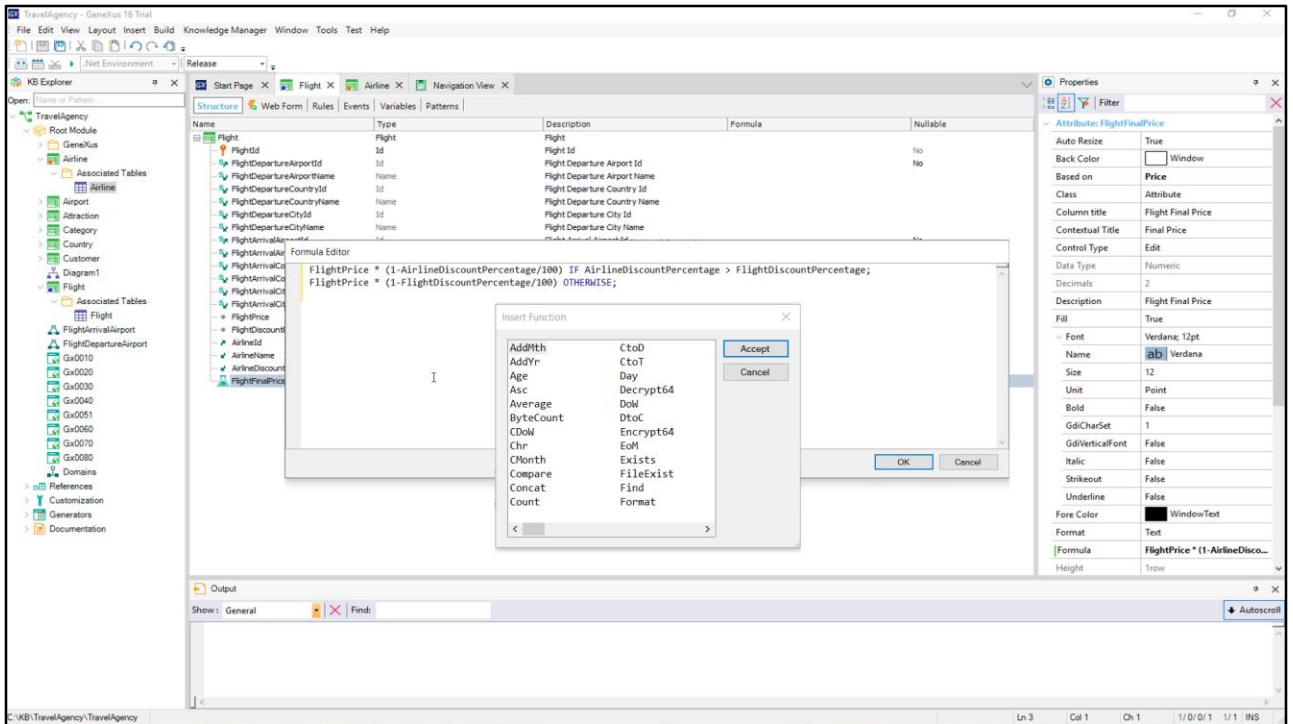 TravelAgency - GeneXus 16 Trial
File Edit View Layout Insert Build Knowledge Manager Window Tools Test Help
.Net Environment Release
KB Explorer
Open: Name or Pattern ...
TravelAgency
Root Module
GeneXus
Airline
Associated Tables
Airline
Airport
Attraction
Category
Country
Customer
Diagram1
Flight
Associated Tables
Flight
FlightArrivalAirport
FlightDepartureAirport
Gx0010
Gx0020
Gx0030
Gx0040
Gx0051
Gx0060
Gx0070
Gx0080
Domains
References
Customization
Generators
Documentation
Start Page Flight Airline Navigation View
Structure Web Form Rules Events Variables Patterns
Name Type Description Formula Nullable
Flight Flight Flight
FlightId Id Flight Id No
FlightDepartureAirportId Id Flight Departure Airport Id No
FlightDepartureAirportName Name Flight Departure Airport Name
FlightDepartureCountryId Id Flight Departure Country Id
FlightDepartureCountryName Name Flight Departure Country Name
FlightDepartureCityId Id Flight Departure City Id
FlightDepartureCityName Name Flight Departure City Name
FlightPrice
AirlineId
AirlineName
FlightFinalPrice
Formula Editor
FlightPrice * (1-AirlineDiscountPercentage/100) IF AirlineDiscountPercentage > FlightDiscountPercentage;
FlightPrice * (1-FlightDiscountPercentage/100) OTHERWISE;
Insert Function
AddMth CtoD
AddYr CtoT
Age Day
Asc Decrypt64
Average DoW
ByteCount DtoC
CDoW Encrypt64
Chr EoM
CMonth Exists
Compare FileExist
Concat Find
Count Format
Accept
Cancel
OK Cancel
Properties
Filter
Attribute: FlightFinalPrice
Auto Resize True
Back Color Window
Based on Price
Class Attribute
Column title Flight Final Price
Contextual Title Final Price
Control Type Edit
Data Type Numeric
Decimals 2
Description Flight Final Price
Fill True
Font Verdana; 12pt
Name ab Verdana
Size 12
Unit Point
Bold False
GdiCharSet 1
GdiVerticalFont False
Italic False
Strikeout False
Underline False
Fore Color WindowText
Format Text
Formula FlightPrice * (1-AirlineDisco...
Height 1row
Output
Show: General Find: Autoscroll
C:\KB\TravelAgency\TravelAgency Ln 3 Col 1 Ch 1 1/0/0/1 1/1 INS